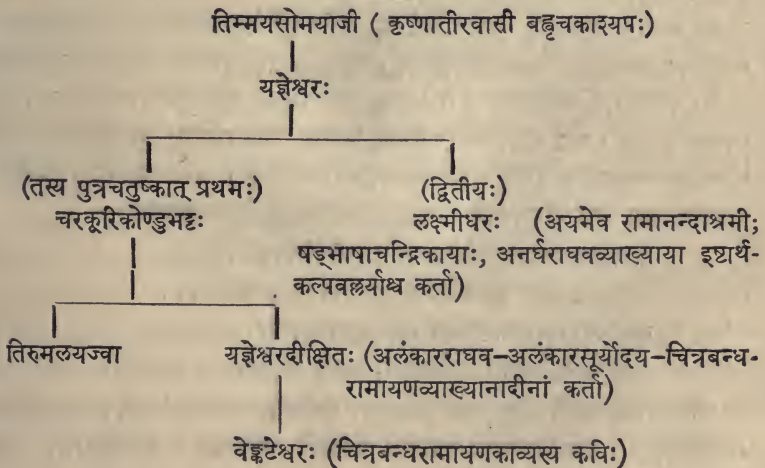 तिम्मयसोमयाजी ( कृष्णातीरवासी बह्वृचकाश्यपः)
यज्ञेश्वरः
(तस्य पुत्रचतुष्कात् प्रथमः)
चरकूरिकोण्डुभट्टः
(द्वितीयः)
लक्ष्मीधरः (अयमेव रामानन्दाश्रमी;
षड्भाषाचन्द्रिकायाः, अनर्घराघवव्याख्याया इष्टार्थ-
कल्पवल्लर्याश्च कर्ता)
तिरुमलयज्वा
यज्ञेश्वरदीक्षितः (अलंकारराघव-अलंकारसूर्योदय-चित्रबन्ध-
रामायणव्याख्यानादीनां कर्ता)
वेङ्कटेश्वरः (चित्रबन्धरामायणकाव्यस्य कविः)